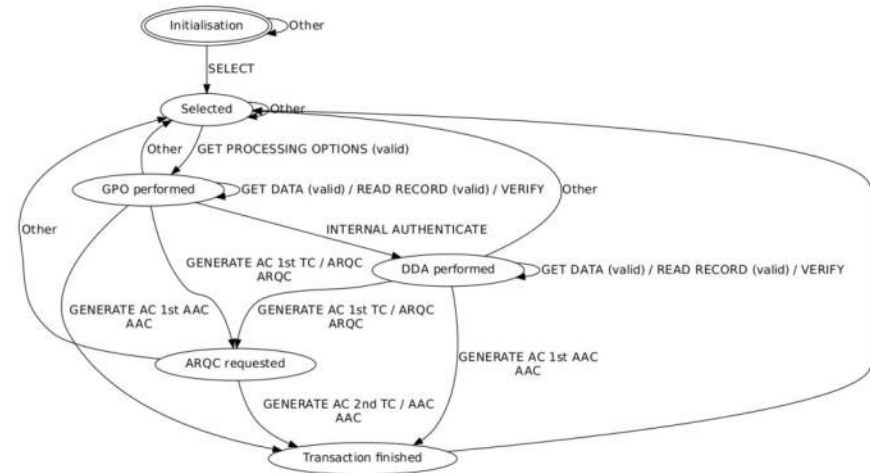 Initialisation
Other
SELECT
Selected
Other
Other
GET PROCESSING OPTIONS (valid)
GPO performed
GET DATA (valid) / READ RECORD (valid) / VERIFY
Other
Other
INTERNAL AUTHENTICATE
GENERATE AC 1st TC / ARQC
ARQC
DDA performed
GET DATA (valid) / READ RECORD (valid) / VERIFY
GENERATE AC 1st AAC
AAC
GENERATE AC 1st TC / ARQC
ARQC
ARQC requested
GENERATE AC 1st AAC
AAC
GENERATE AC 2nd TC / AAC
AAC
Transaction finished